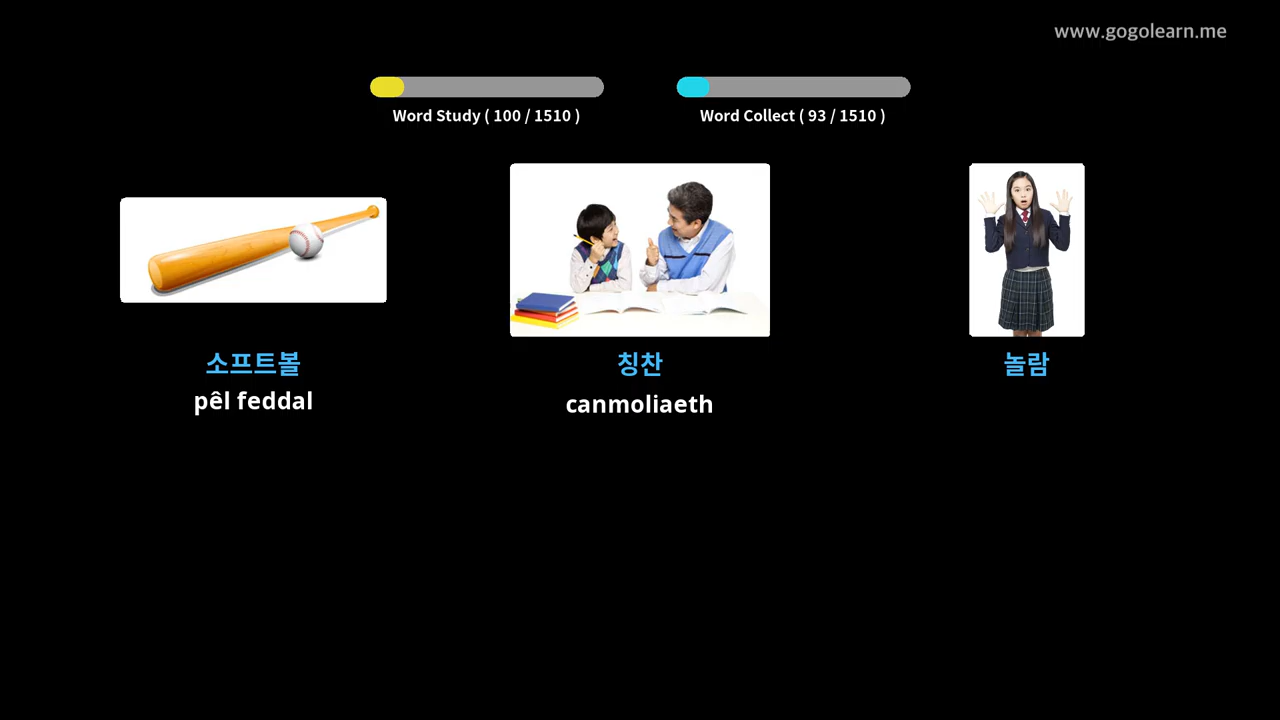 www.gogolearn.me
Word Study ( 100 / 1510 )
Word Collect ( 93 / 1510 )
소프트볼
pêl feddal
칭찬
canmoliaeth
놀람